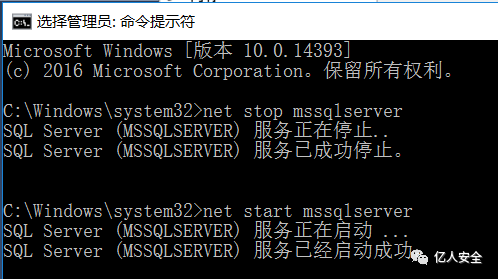 选择管理员: 命令提示符
Microsoft Windows [版本 10.0.14393]
(c) 2016 Microsoft Corporation。保留所有权利。
C:\Windows\system32>net stop mssqlserver
SQL Server (MSSQLSERVER) 服务正在停止..
SQL Server (MSSQLSERVER) 服务已成功停止。
C:\Windows\system32>net start mssqlserver
SQL Server (MSSQLSERVER) 服务正在启动 ...
SQL Server (MSSQLSERVER) 服务已经启动成功
亿人安全